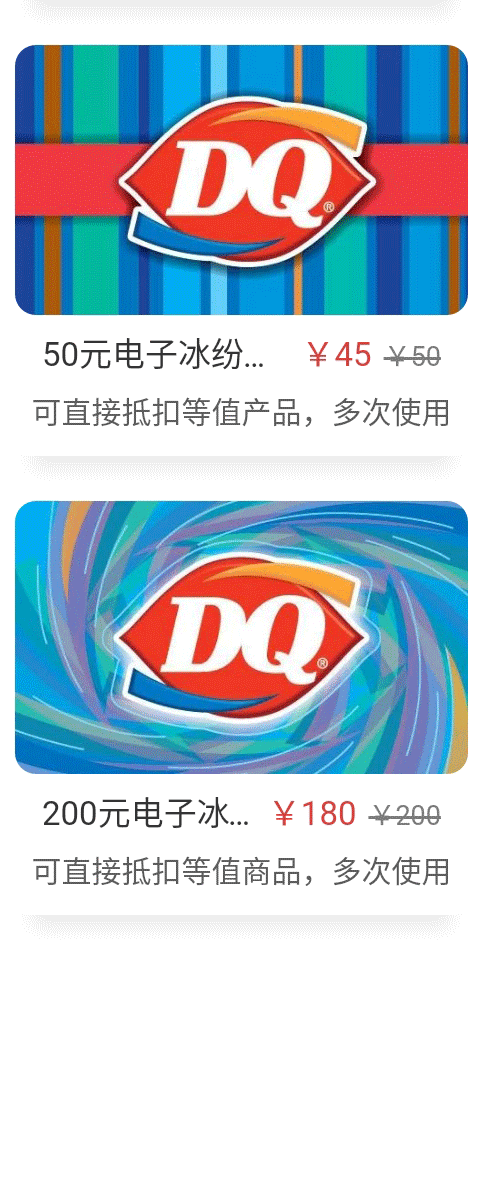 DQ®
50元电子冰纷... ￥45 ￥50
可直接抵扣等值产品，多次使用
DQ®
200元电子冰... ￥180 ￥200
可直接抵扣等值商品，多次使用